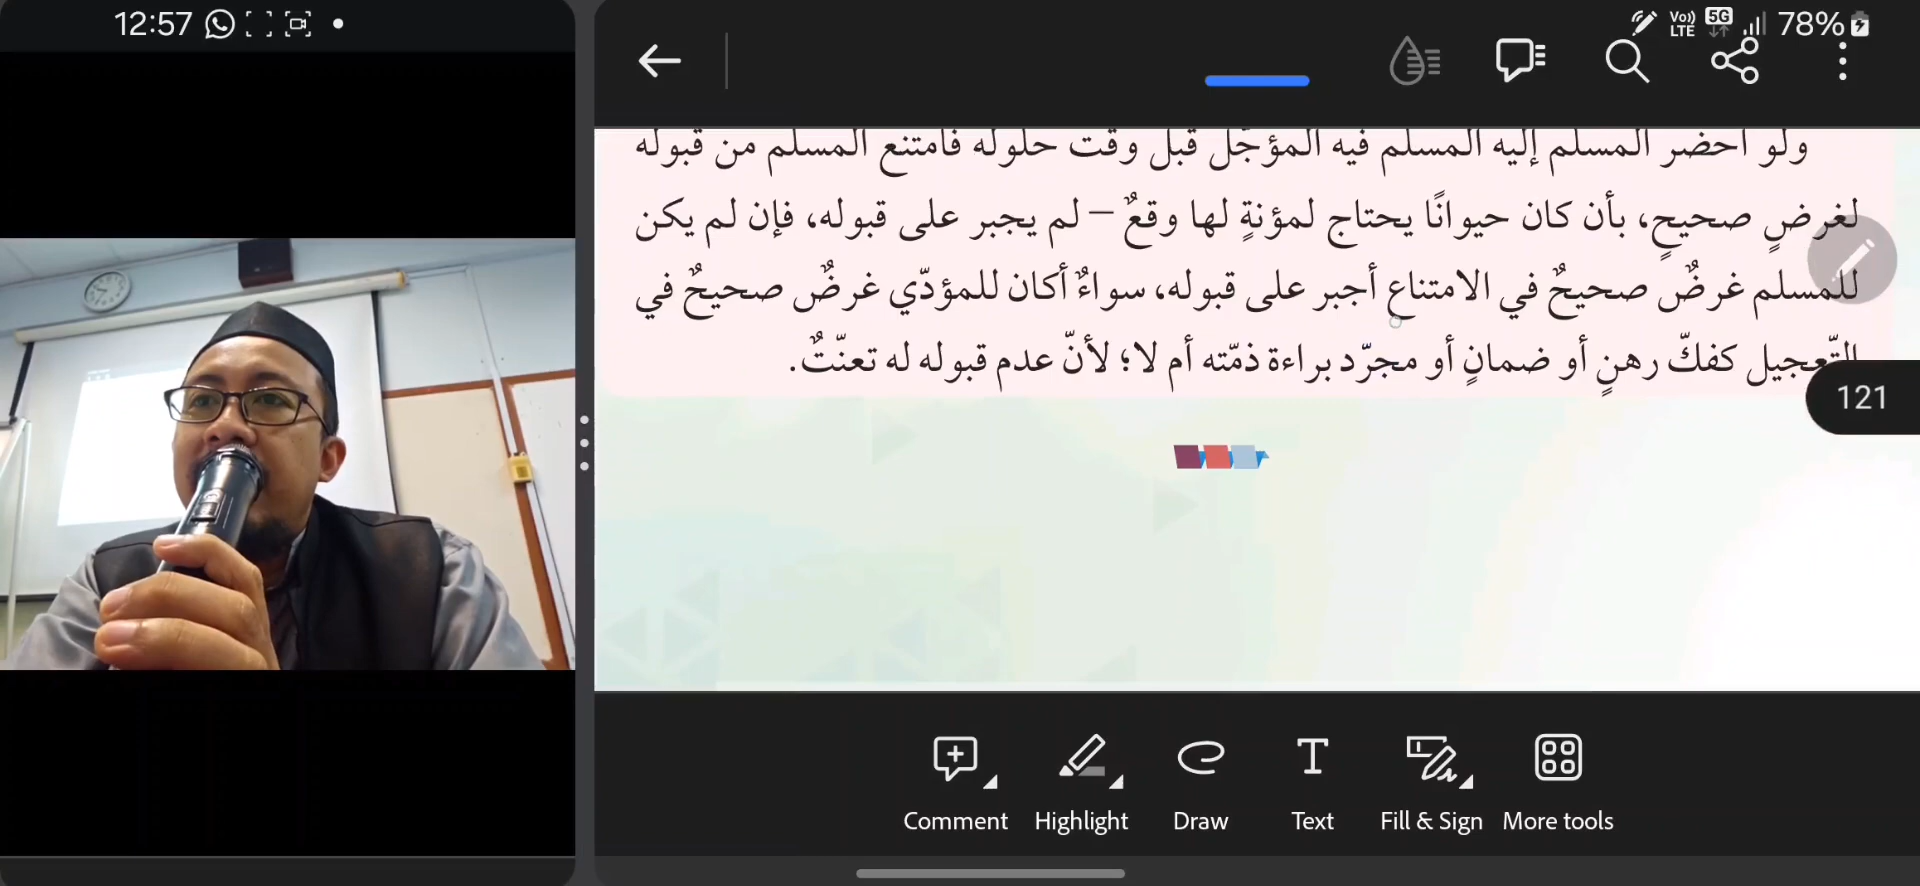 12:57
VoLTE 5G 78%
ولو أحضر المسلم إليه المسلم فيه المؤجّل قبل وقت حلوله فامتنع المسلم من قبوله
لغرضٍ صحيحٍ، بأن كان حيوانًا يحتاج لمؤنةٍ لها وقعٌ – لم يجبر على قبوله، فإن لم يكن
للمسلم غرضٌ صحيحٌ في الامتناع أجبر على قبوله، سواءٌ أكان للمؤدّي غرضٌ صحيحٌ في
التّعجيل كفكّ رهنٍ أو ضمانٍ أو مجرّد براءة ذمّته أم لا؛ لأنّ عدم قبوله له تعنّتٌ.
121
Comment Highlight Draw Text Fill & Sign More tools